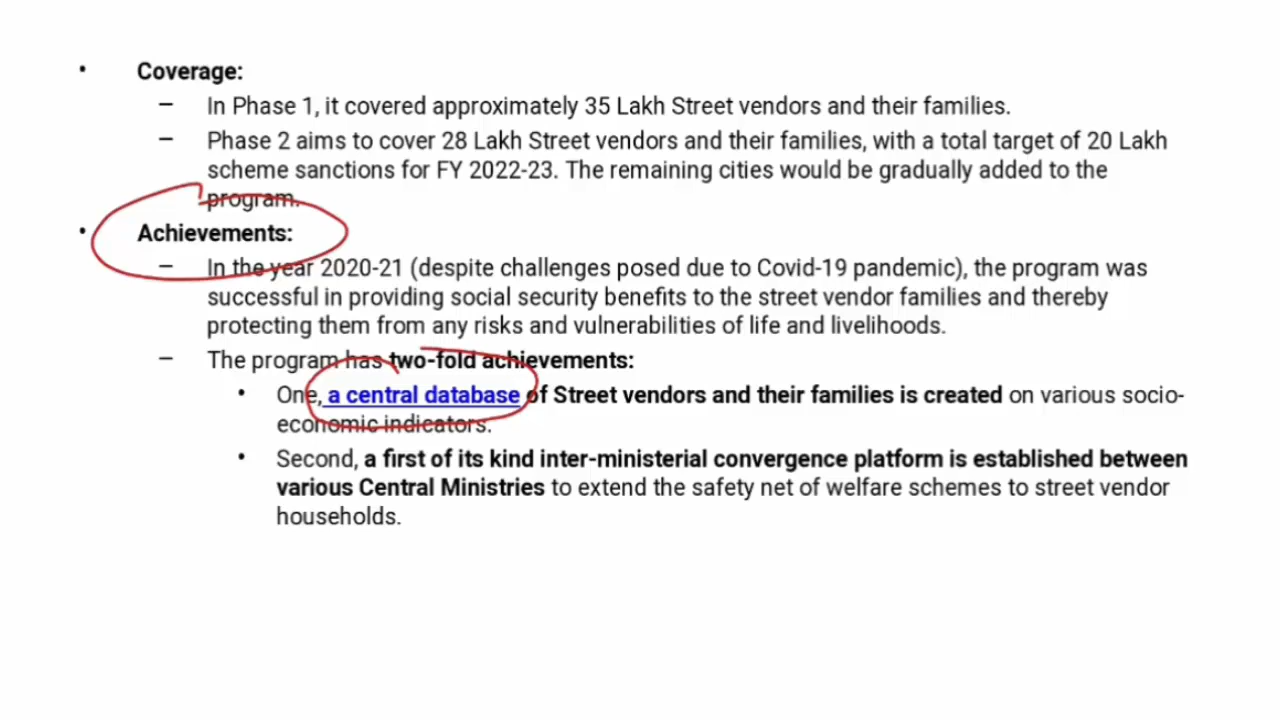 • Coverage:
– In Phase 1, it covered approximately 35 Lakh Street vendors and their families.
– Phase 2 aims to cover 28 Lakh Street vendors and their families, with a total target of 20 Lakh
scheme sanctions for FY 2022-23. The remaining cities would be gradually added to the
program.
• Achievements:
– In the year 2020-21 (despite challenges posed due to Covid-19 pandemic), the program was
successful in providing social security benefits to the street vendor families and thereby
protecting them from any risks and vulnerabilities of life and livelihoods.
– The program has two-fold achievements:
• One, a central database of Street vendors and their families is created on various socio-
economic indicators.
• Second, a first of its kind inter-ministerial convergence platform is established between
various Central Ministries to extend the safety net of welfare schemes to street vendor
households.